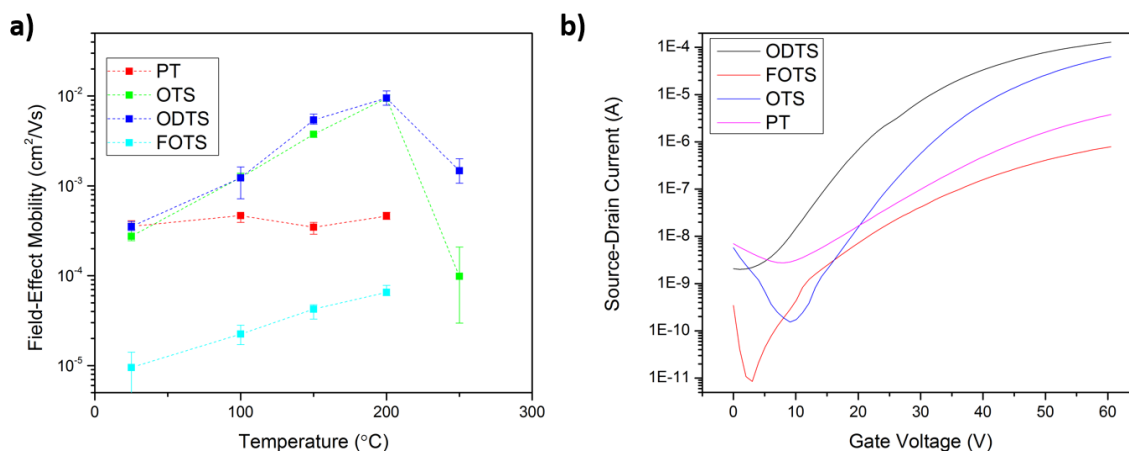 a)
Field-Effect Mobility (cm²/Vs)
10⁻²
10⁻³
10⁻⁴
10⁻⁵
PT
OTS
ODTS
FOTS
0 100 200 300
Temperature (°C)
b)
Source-Drain Current (A)
1E-4
1E-5
1E-6
1E-7
1E-8
1E-9
1E-10
1E-11
ODTS
FOTS
OTS
PT
0 10 20 30 40 50 60
Gate Voltage (V)